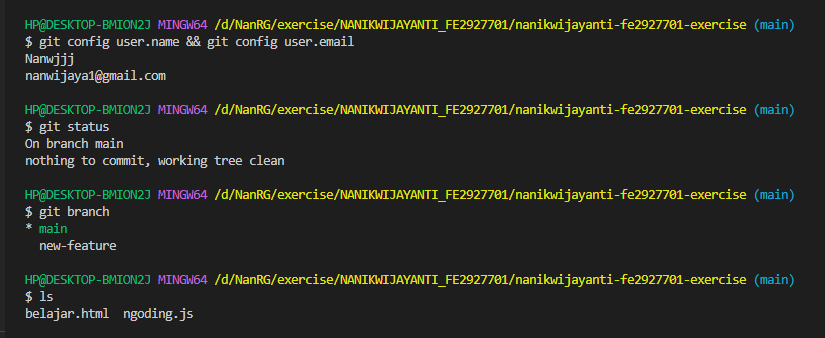 HP@DESKTOP-BMION2J MINGW64 /d/NanRG/exercise/NANIKWIJAYANTI_FE2927701/nanikwijayanti-fe2927701-exercise (main)
$ git config user.name && git config user.email
Nanwjjj
nanwijaya1@gmail.com
HP@DESKTOP-BMION2J MINGW64 /d/NanRG/exercise/NANIKWIJAYANTI_FE2927701/nanikwijayanti-fe2927701-exercise (main)
$ git status
On branch main
nothing to commit, working tree clean
HP@DESKTOP-BMION2J MINGW64 /d/NanRG/exercise/NANIKWIJAYANTI_FE2927701/nanikwijayanti-fe2927701-exercise (main)
$ git branch
* main
  new-feature
HP@DESKTOP-BMION2J MINGW64 /d/NanRG/exercise/NANIKWIJAYANTI_FE2927701/nanikwijayanti-fe2927701-exercise (main)
$ ls
belajar.html  ngoding.js